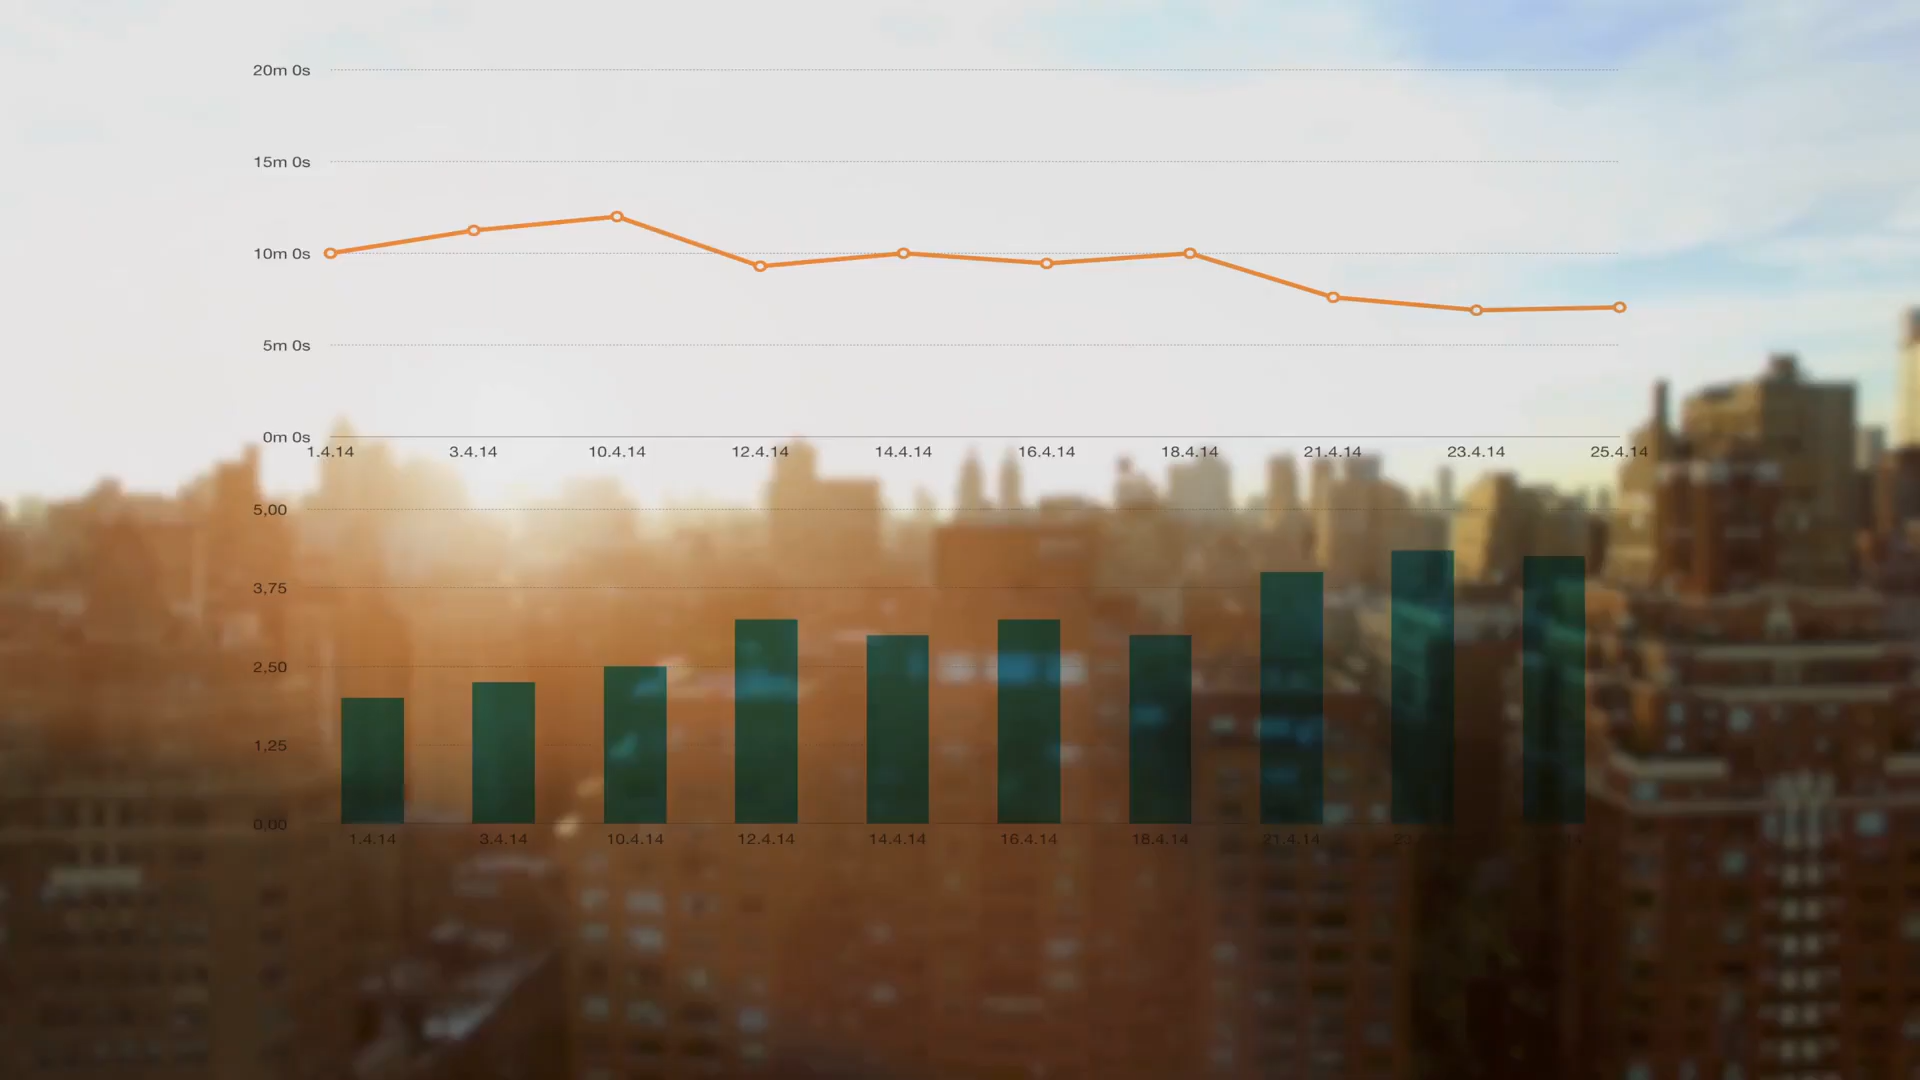 20m 0s
15m 0s
10m 0s
5m 0s
0m 0s
1.4.14 3.4.14 10.4.14 12.4.14 14.4.14 16.4.14 18.4.14 21.4.14 23.4.14 25.4.14
5,00
3,75
2,50
1,25
0,00
1.4.14 3.4.14 10.4.14 12.4.14 14.4.14 16.4.14 18.4.14 21.4.14